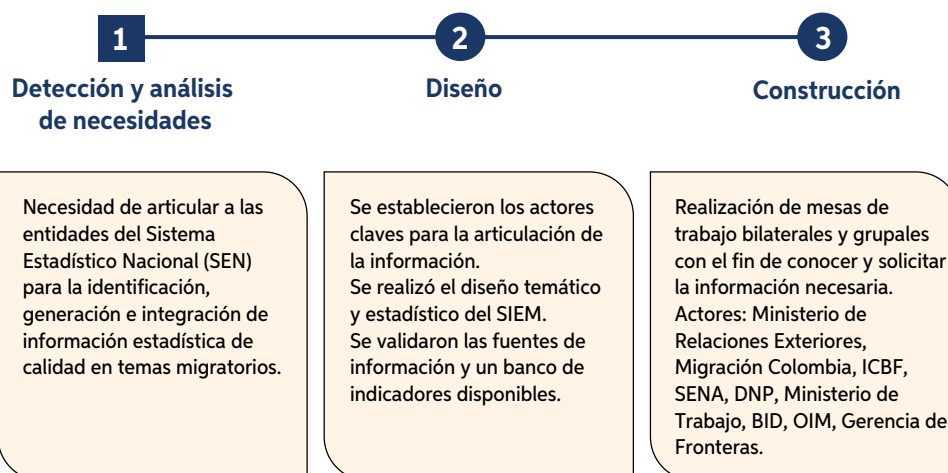 1
Detección y análisis
de necesidades
Necesidad de articular a las
entidades del Sistema
Estadístico Nacional (SEN)
para la identificación,
generación e integración de
información estadística de
calidad en temas migratorios.
2
Diseño
Se establecieron los actores
claves para la articulación de
la información.
Se realizó el diseño temático
y estadístico del SIEM.
Se validaron las fuentes de
información y un banco de
indicadores disponibles.
3
Construcción
Realización de mesas de
trabajo bilaterales y grupales
con el fin de conocer y solicitar
la información necesaria.
Actores: Ministerio de
Relaciones Exteriores,
Migración Colombia, ICBF,
SENA, DNP, Ministerio de
Trabajo, BID, OIM, Gerencia de
Fronteras.